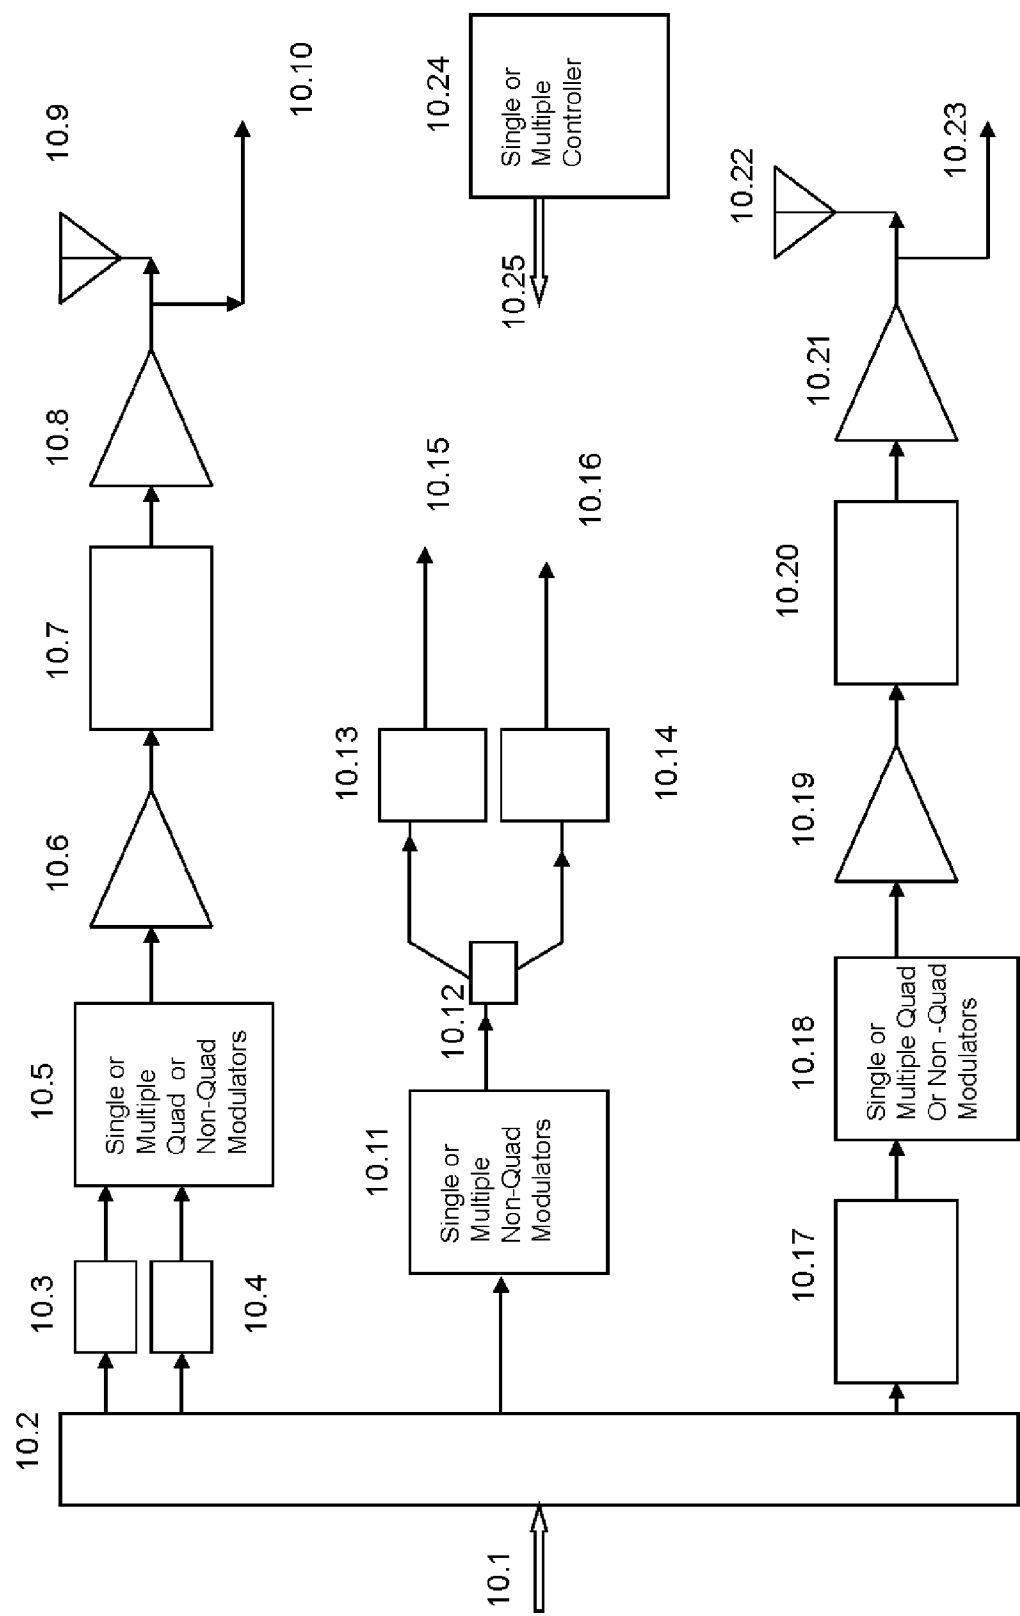 10.1
10.2
10.3
10.4
10.5
Single or
Multiple
Quad or
Non-Quad
Modulators
10.6
10.7
10.8
10.9
10.10
10.11
Single or
Multiple
Non-Quad
Modulators
10.12
10.13
10.14
10.15
10.16
10.17
10.18
Single or
Multiple Quad
Or Non -Quad
Modulators
10.19
10.20
10.21
10.22
10.23
10.24
Single or
Multiple
Controller
10.25